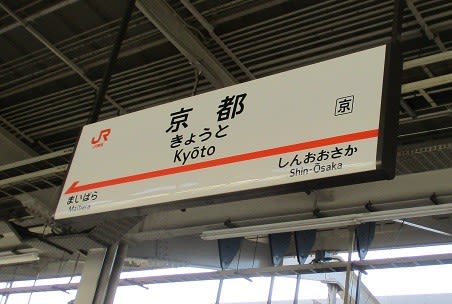 JR
京都
京
きょうと
Kyōto
まいはら
Maibara
しんおおさか
Shin-Ōsaka